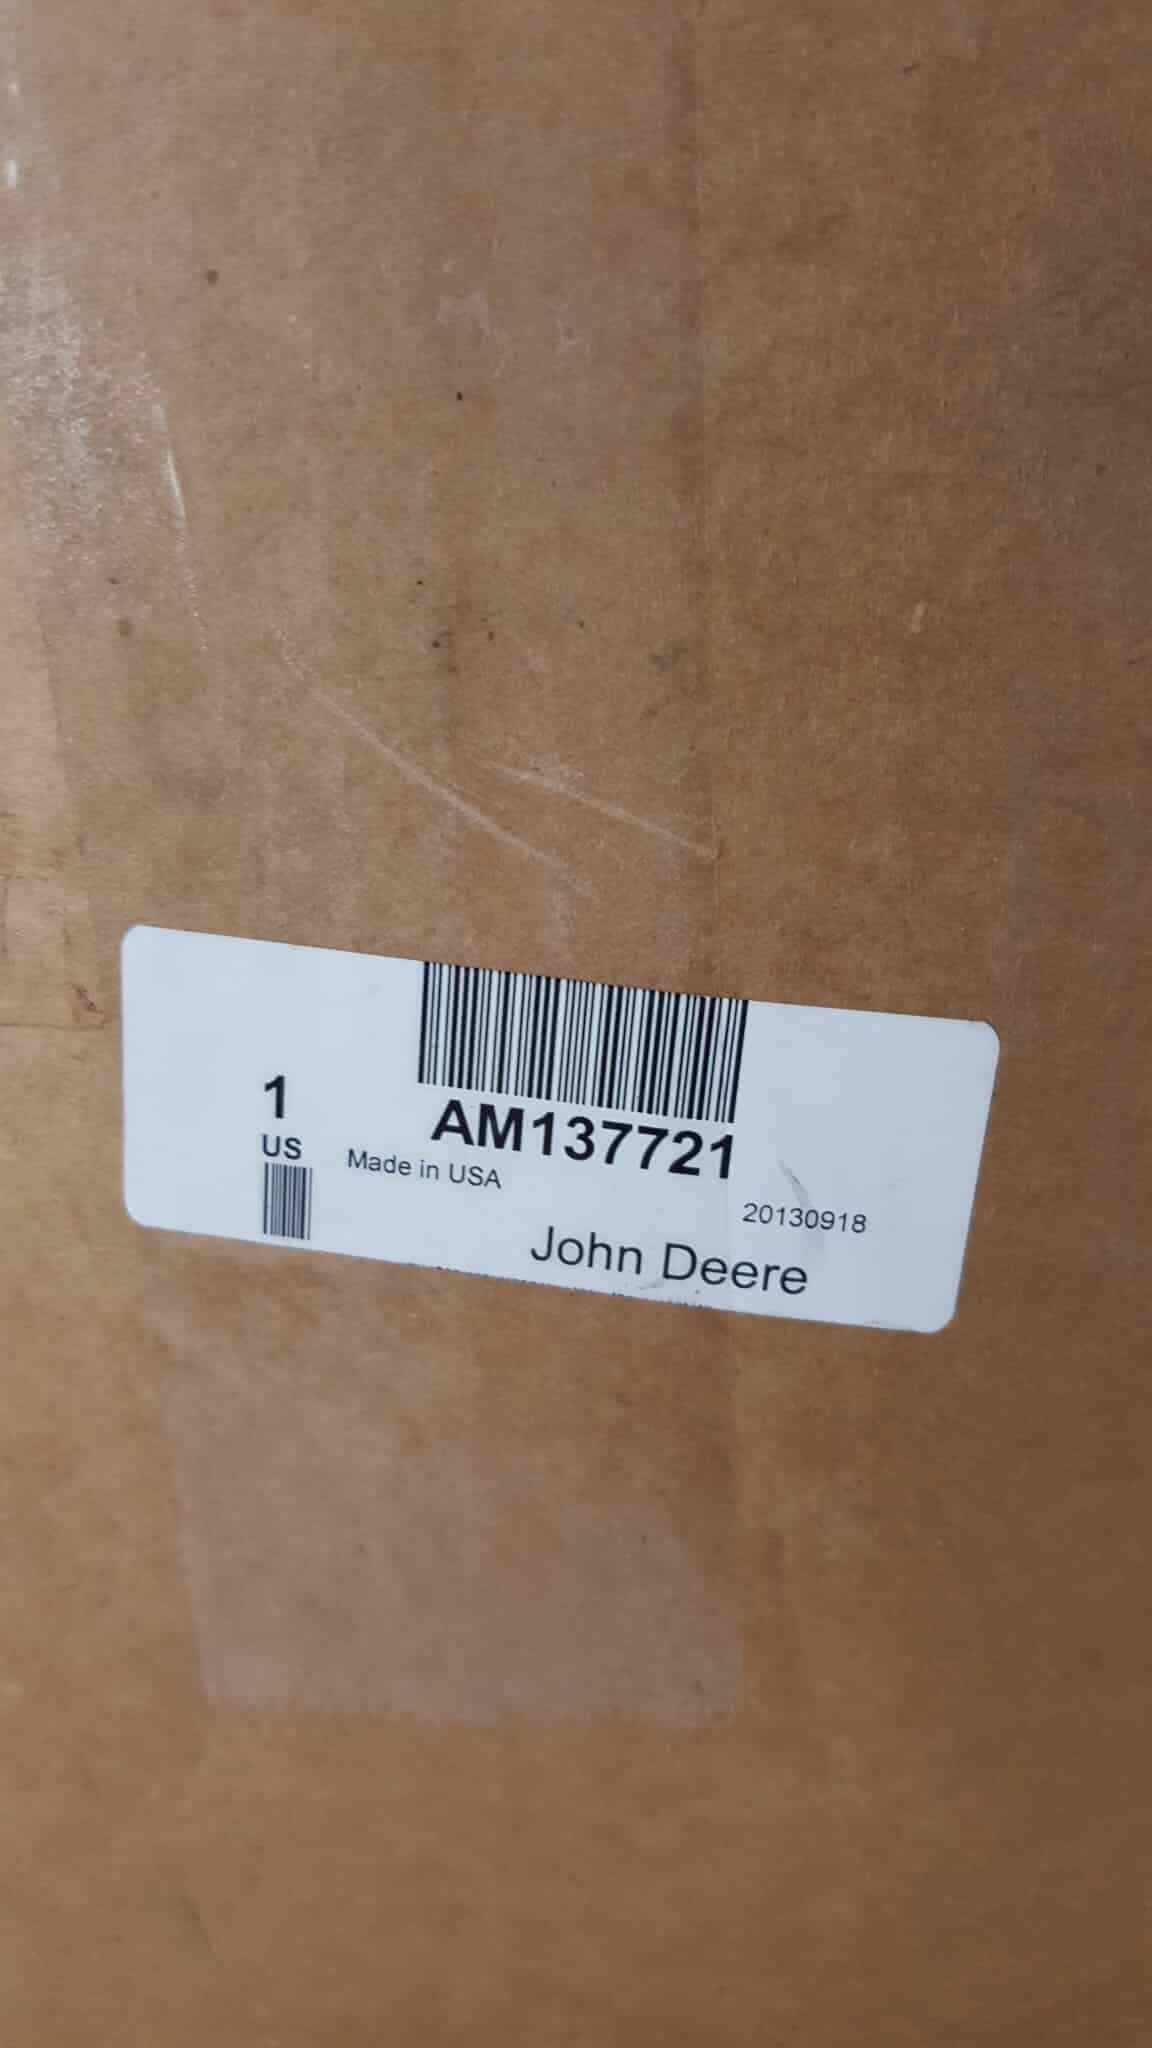 AM137721
1
US
Made in USA
20130918
John Deere